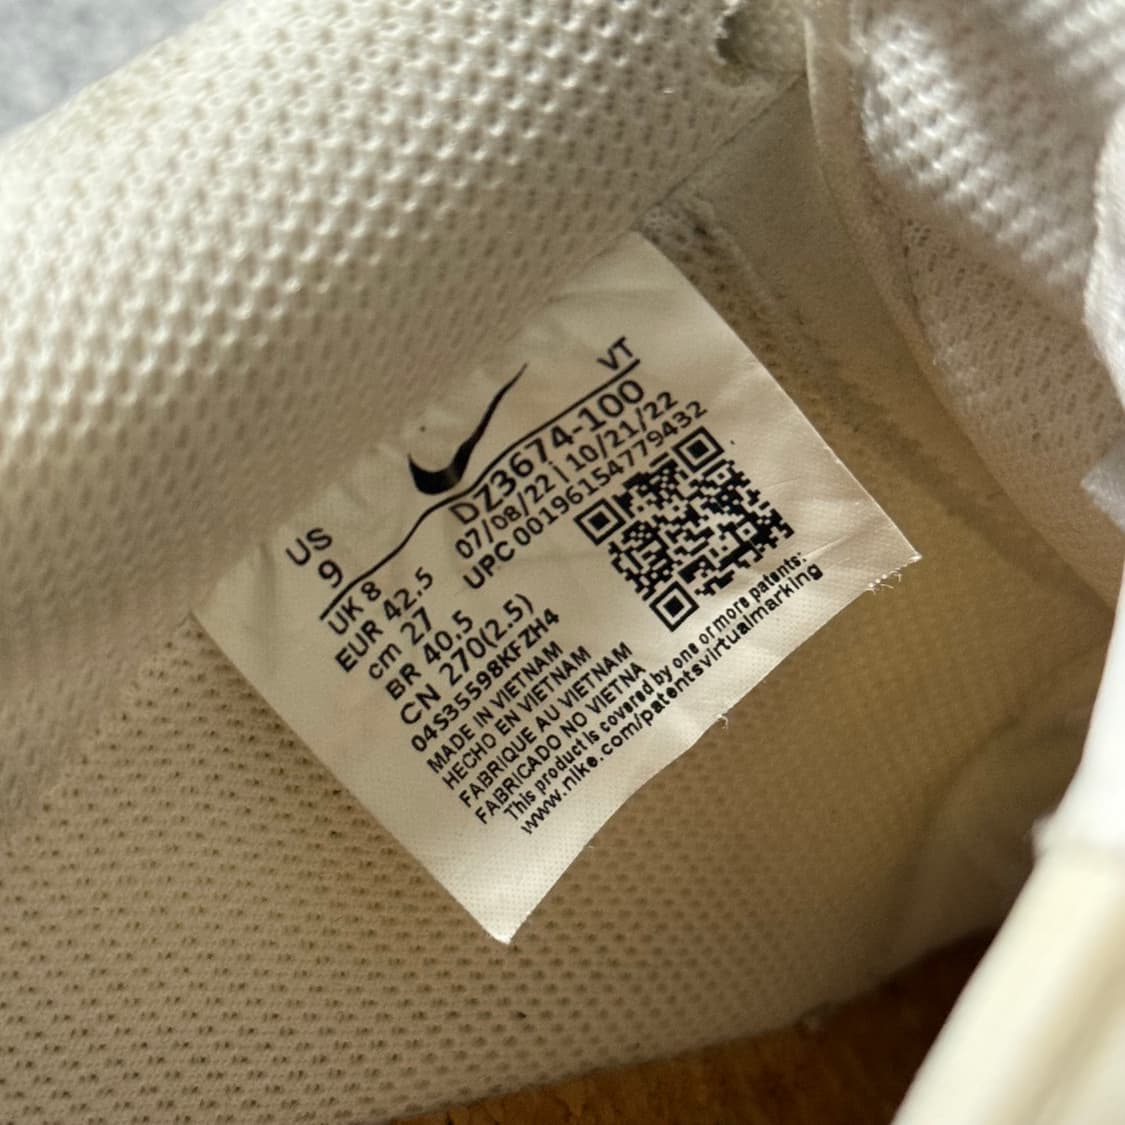 US VT
9
DZ3674-100
07/08/22 | 10/21/22
UPC 00196154779432
UK 8
EUR 42.5
cm 27
BR 40.5
CN 270(2.5)
04S35598KFZH4
MADE IN VIETNAM
HECHO EN VIETNAM
FABRIQUE AU VIETNAM
FABRICADO NO VIETNA
This product is covered by one or more patents:
www.nike.com/patentsvirtualmarking